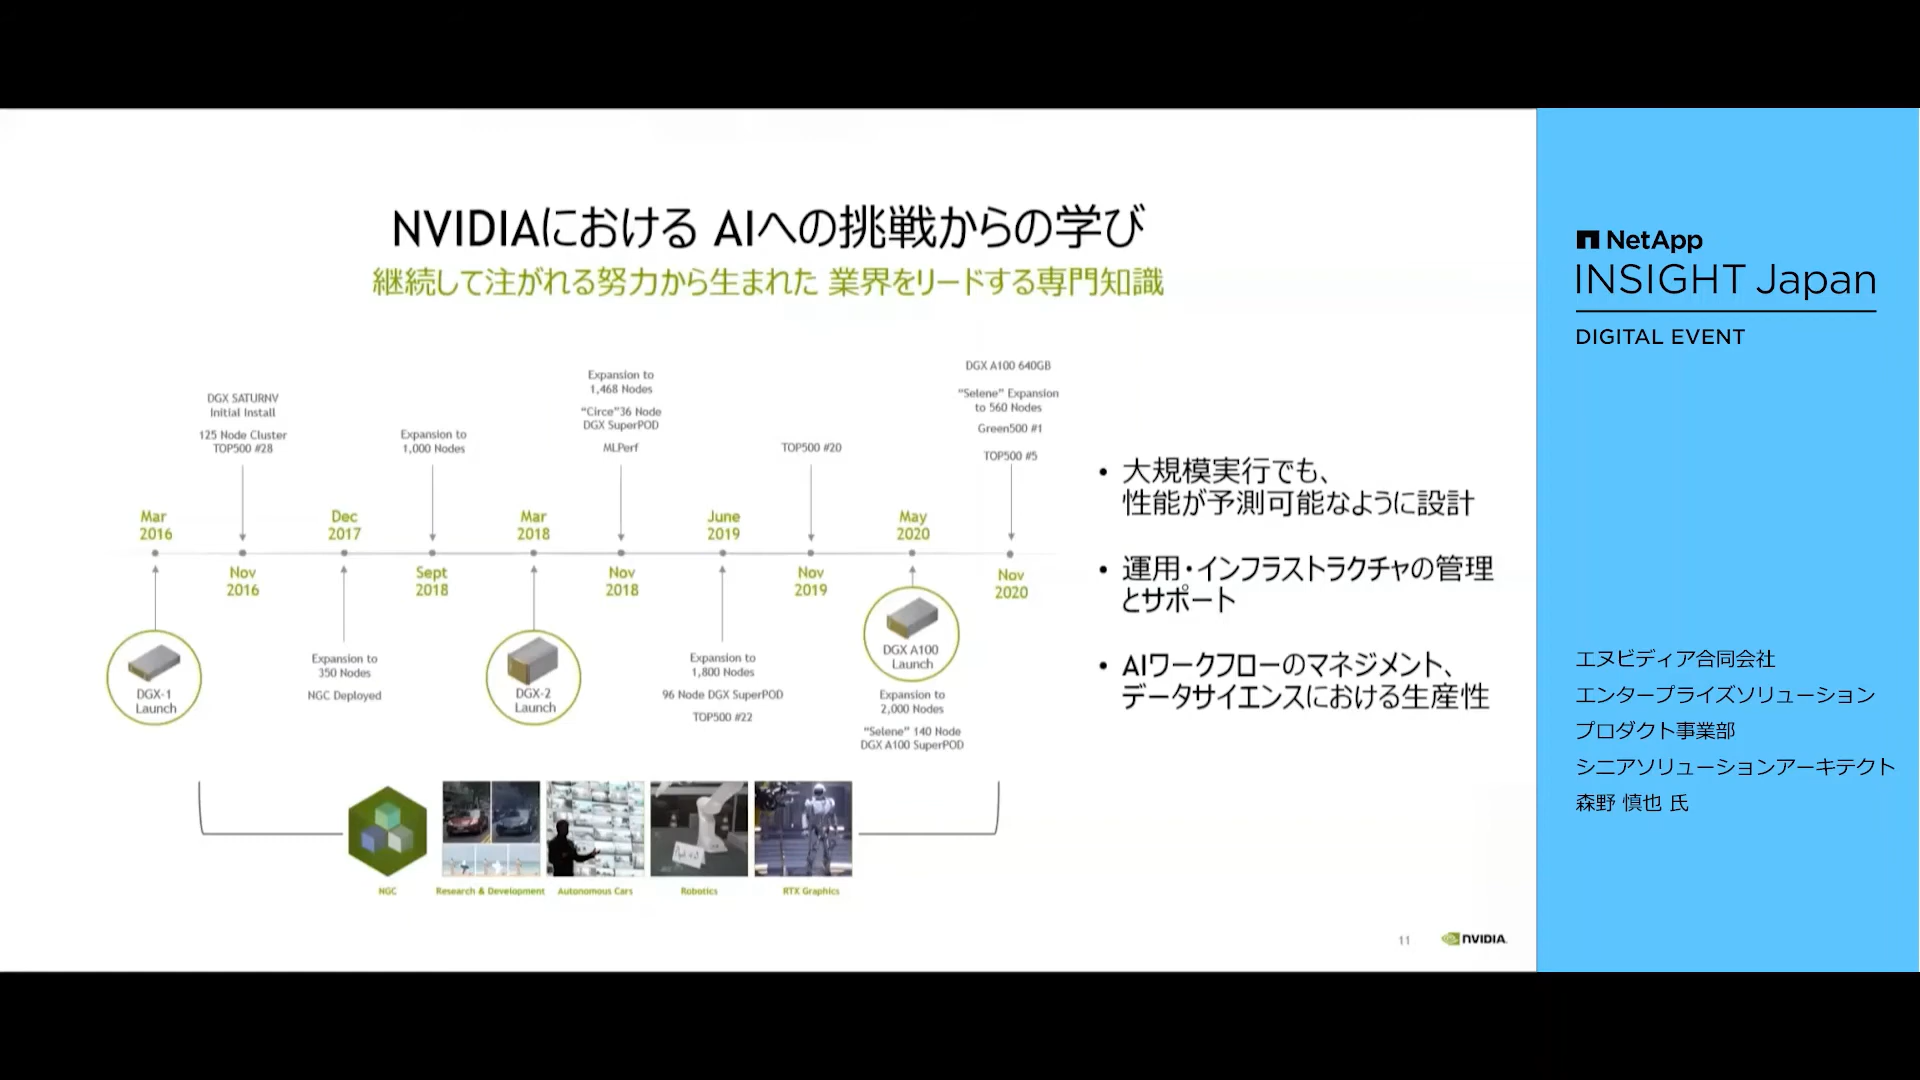 NVIDIAにおける AIへの挑戦からの学び
継続して注がれる努力から生まれた 業界をリードする専門知識
DGX SATURNV
Initial Install
125 Node Cluster
TOP500 #28
Expansion to
1,000 Nodes
Expansion to
1,468 Nodes
“Circe”36 Node
DGX SuperPOD
MLPerf
TOP500 #20
DGX A100 640GB
“Selene” Expansion
to 560 Nodes
Green500 #1
TOP500 #5
Mar
2016
Nov
2016
Dec
2017
Sept
2018
Mar
2018
Nov
2018
June
2019
Nov
2019
May
2020
Nov
2020
DGX-1
Launch
Expansion to
350 Nodes
NGC Deployed
DGX-2
Launch
Expansion to
1,800 Nodes
96 Node DGX SuperPOD
TOP500 #22
DGX A100
Launch
Expansion to
2,000 Nodes
“Selene” 140 Node
DGX A100 SuperPOD
NGC
Research & Development
Autonomous Cars
Robotics
RTX Graphics
• 大規模実行でも、
性能が予測可能なように設計
• 運用・インフラストラクチャの管理
とサポート
• AIワークフローのマネジメント、
データサイエンスにおける生産性
11
NVIDIA.
NetApp
INSIGHT Japan
DIGITAL EVENT
エヌビディア合同会社
エンタープライズソリューション
プロダクト事業部
シニアソリューションアーキテクト
森野 慎也 氏